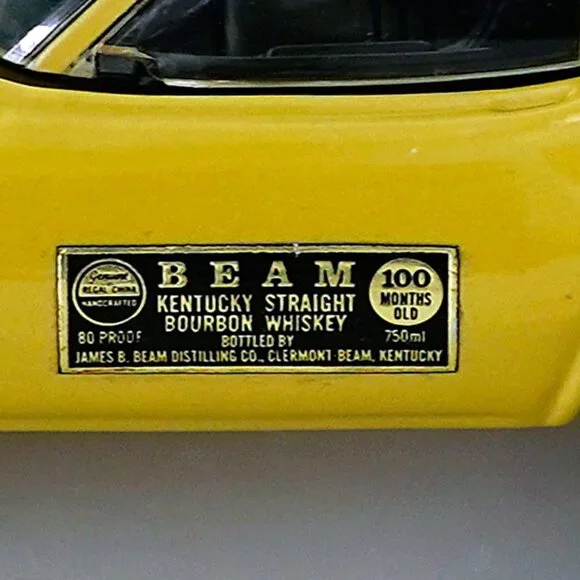 Genuine
REGAL CHINA
HANDCRAFTED
BEAM
KENTUCKY STRAIGHT
BOURBON WHISKEY
100
MONTHS
OLD
80 PROOF
BOTTLED BY
750ml
JAMES B. BEAM DISTILLING CO., CLERMONT-BEAM, KENTUCKY